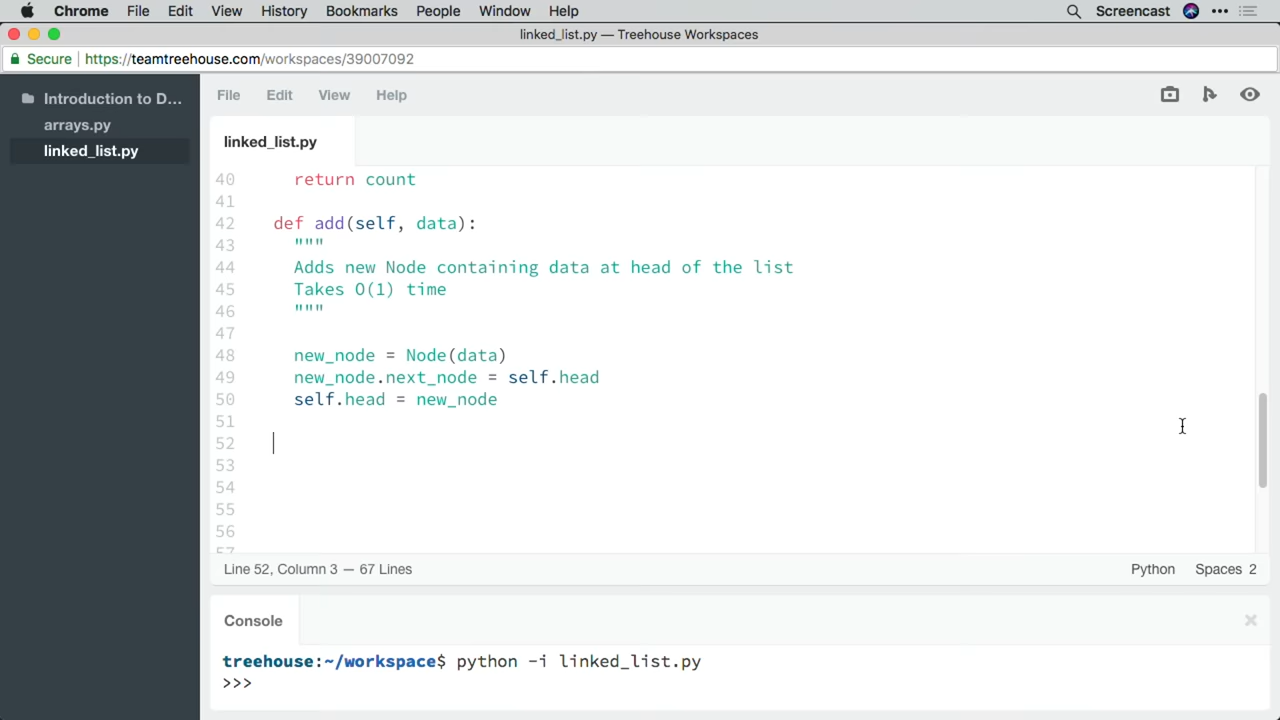 Chrome File Edit View History Bookmarks People Window Help Screencast
linked_list.py — Treehouse Workspaces
Secure https://teamtreehouse.com/workspaces/39007092
Introduction to D...
arrays.py
linked_list.py
File Edit View Help
linked_list.py
40 return count
41
42 def add(self, data):
43 """
44 Adds new Node containing data at head of the list
45 Takes O(1) time
46 """
47
48 new_node = Node(data)
49 new_node.next_node = self.head
50 self.head = new_node
51
52
53
54
55
56
57
Line 52, Column 3 — 67 Lines Python Spaces 2
Console
treehouse:~/workspace$ python -i linked_list.py
>>>